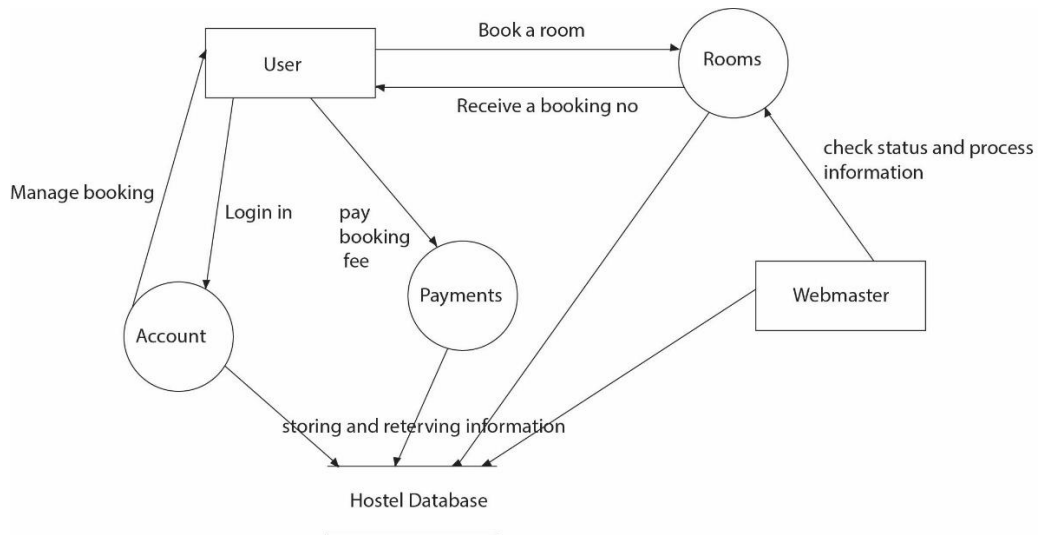 Book a room
User
Rooms
Receive a booking no
check status and process
information
Manage booking
Login in
pay
booking
fee
Payments
Webmaster
Account
storing and reterving information
Hostel Database